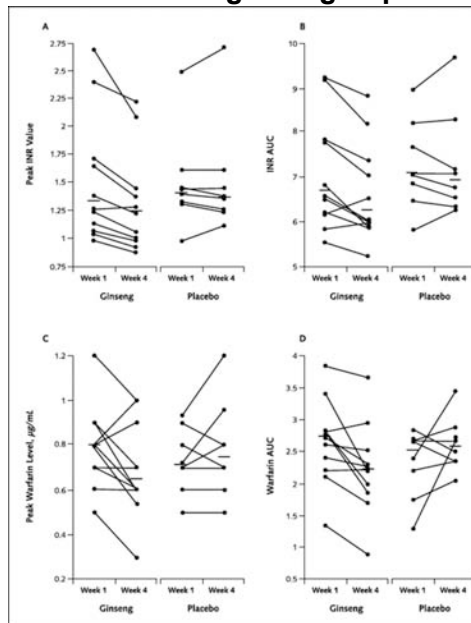 A
B
2.75
2.5
2.25
2
1.75
1.5
1.25
1
0.75
Peak INR Value
10
9
8
7
6
5
INR AUC
Week 1 Week 4 Week 1 Week 4
Ginseng Placebo
Week 1 Week 4 Week 1 Week 4
Ginseng Placebo
C
D
1.2
1.0
0.8
0.6
0.4
0.2
Peak Warfarin Level, μg/mL
4
3.5
3
2.5
2
1.5
1
0.5
Warfarin AUC
Week 1 Week 4 Week 1 Week 4
Ginseng Placebo
Week 1 Week 4 Week 1 Week 4
Ginseng Placebo